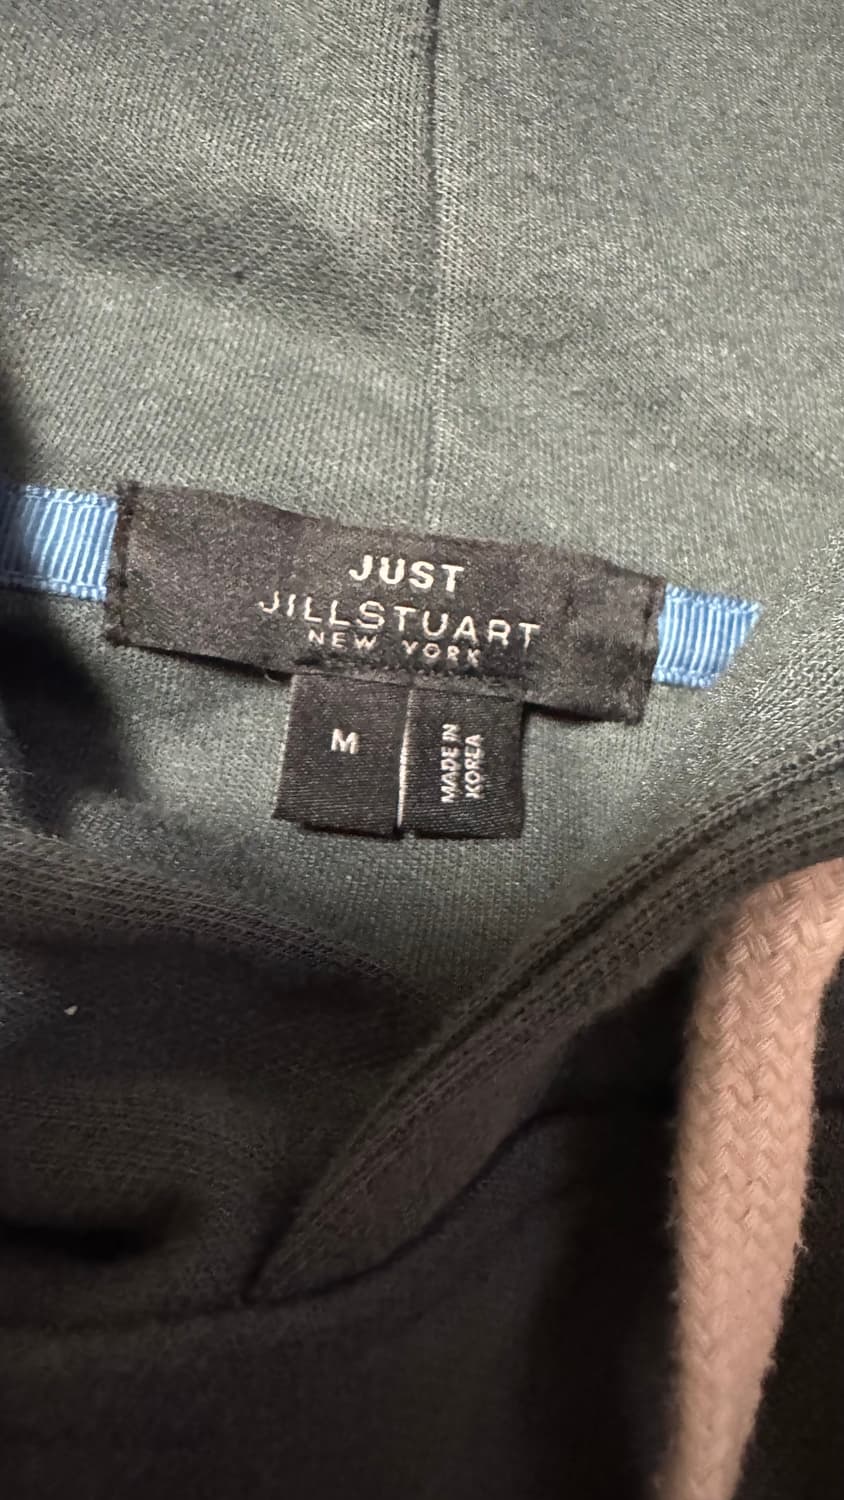 JUST
JILLSTUART
NEW YORK
M
MADE IN
KOREA